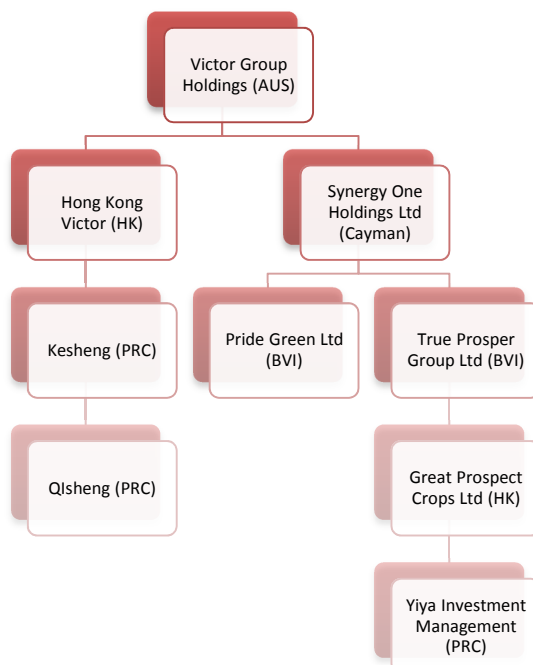 Victor Group
Holdings (AUS)
Hong Kong
Victor (HK)
Synergy One
Holdings Ltd
(Cayman)
Kesheng (PRC)
Pride Green Ltd
(BVI)
True Prosper
Group Ltd (BVI)
QIsheng (PRC)
Great Prospect
Crops Ltd (HK)
Yiya Investment
Management
(PRC)